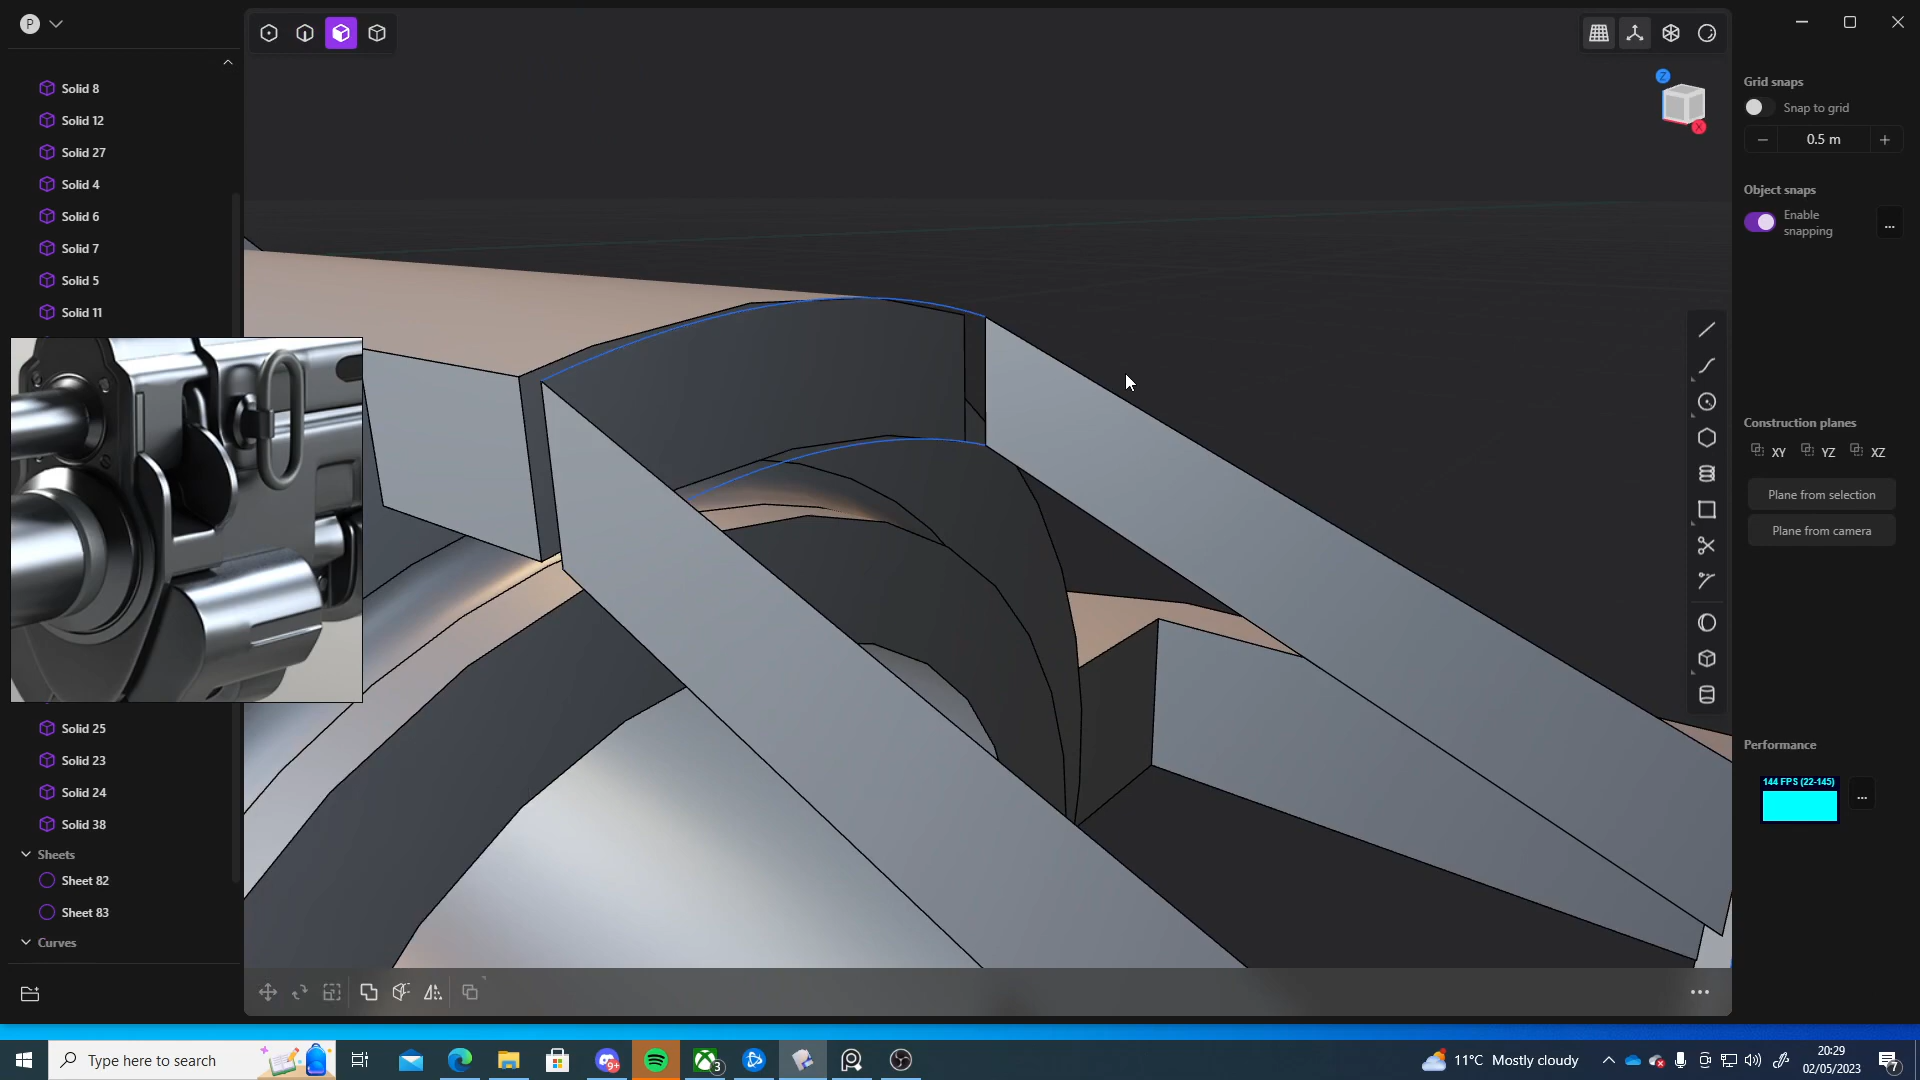 P
Solid 8
Solid 12
Solid 27
Solid 4
Solid 6
Solid 7
Solid 5
Solid 11
Solid 25
Solid 23
Solid 24
Solid 38
Sheets
Sheet 82
Sheet 83
Curves
Z
X
Grid snaps
Snap to grid
0.5 m
Object snaps
Enable
snapping
...
Construction planes
XY YZ XZ
Plane from selection
Plane from camera
Performance
144 FPS (22-145)
...
Type here to search
9+
3
11°C Mostly cloudy
20:29
02/05/2023
7